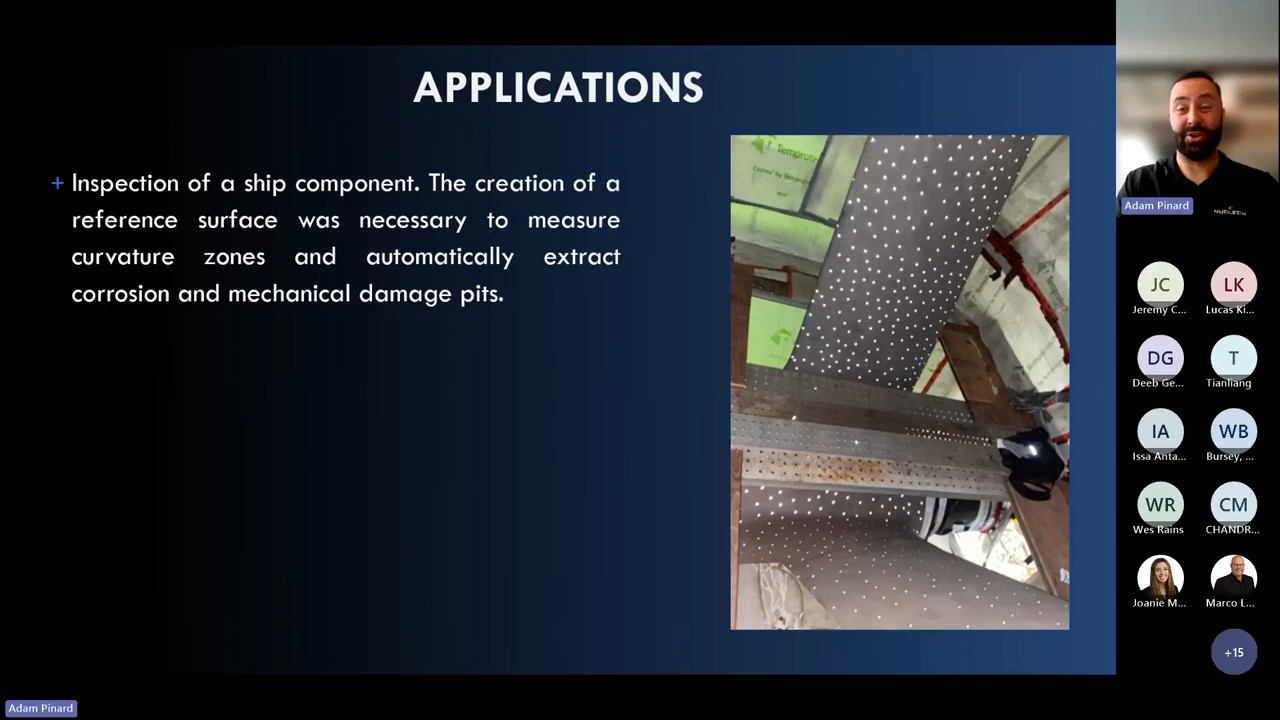 APPLICATIONS
+ Inspection of a ship component. The creation of a
reference surface was necessary to measure
curvature zones and automatically extract
corrosion and mechanical damage pits.
Adam Pinard
JC
LK
Jeremy C...
Lucas Ki...
DG
T
Deeb Ge...
Tianliang
IA
WB
Issa Anta...
Bursey, ...
WR
CM
Wes Rains
CHANDR...
Joanie M...
Marco L...
+15
Adam Pinard